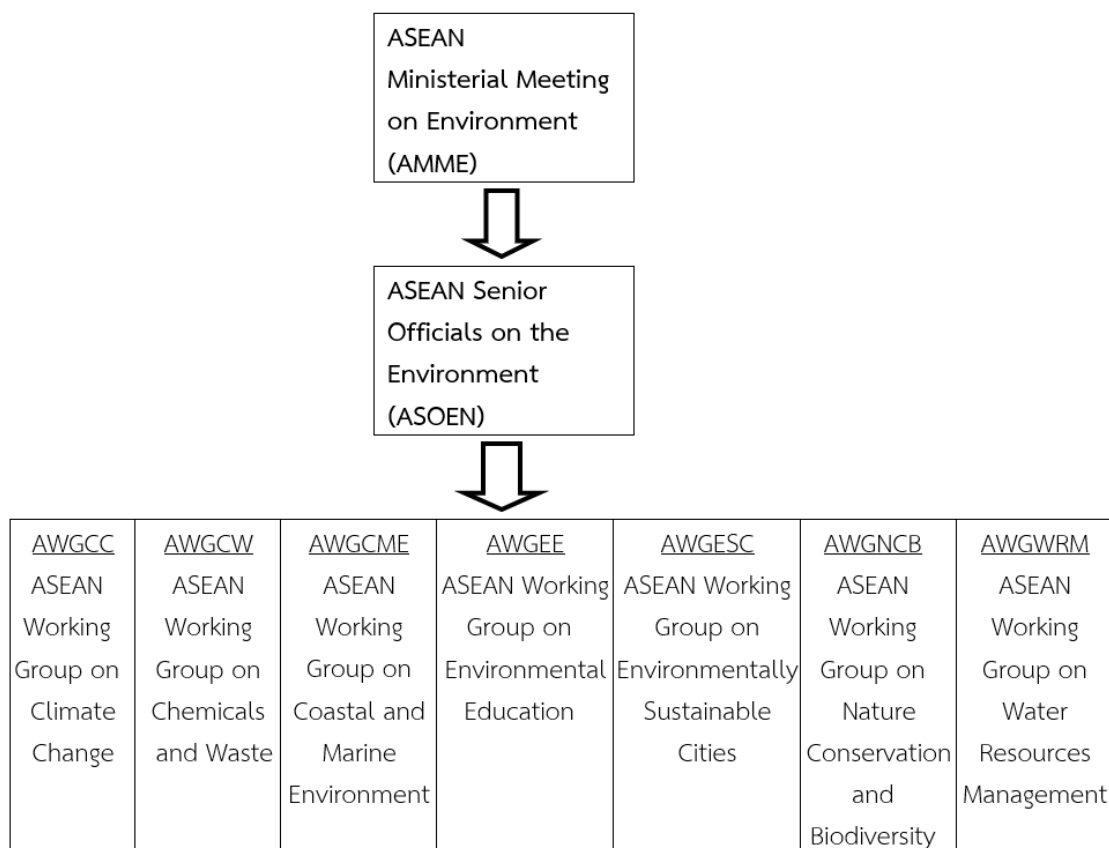 ASEAN
Ministerial Meeting
on Environment
(AMME)
ASEAN Senior
Officials on the
Environment
(ASOEN)
AWGCC
ASEAN
Working
Group on
Climate
Change
AWGCW
ASEAN
Working
Group on
Chemicals
and Waste
AWGCME
ASEAN
Working
Group on
Coastal and
Marine
Environment
AWGEE
ASEAN Working
Group on
Environmental
Education
AWGESC
ASEAN Working
Group on
Environmentally
Sustainable
Cities
AWGNCB
ASEAN
Working
Group on
Nature
Conservation
and
Biodiversity
AWGWRM
ASEAN
Working
Group on
Water
Resources
Management